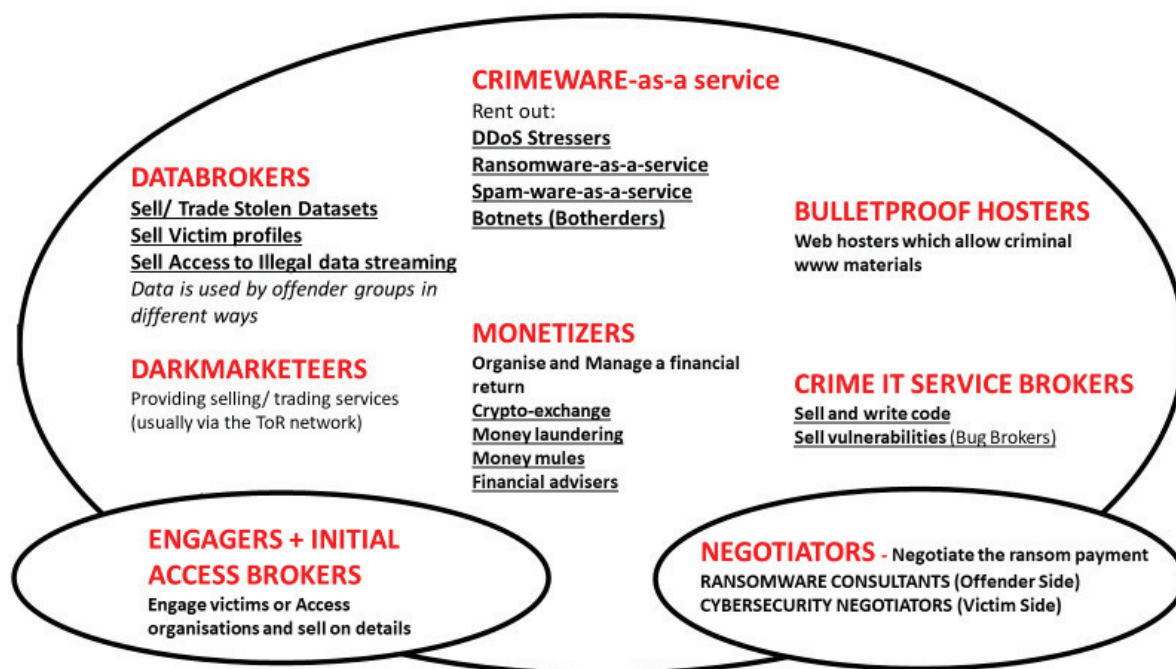 CRIMEWARE-as-a service
Rent out:
DDoS Stressers
Ransomware-as-a-service
Spam-ware-as-a-service
Botnets (Botherders)
DATABROKERS
Sell/ Trade Stolen Datasets
Sell Victim profiles
Sell Access to Illegal data streaming
Data is used by offender groups in
different ways
BULLETPROOF HOSTERS
Web hosters which allow criminal
www materials
DARKMARKETEERS
Providing selling/ trading services
(usually via the ToR network)
MONETIZERS
Organise and Manage a financial
return
Crypto-exchange
Money laundering
Money mules
Financial advisers
CRIME IT SERVICE BROKERS
Sell and write code
Sell vulnerabilities (Bug Brokers)
ENGAGERS + INITIAL
ACCESS BROKERS
Engage victims or Access
organisations and sell on details
NEGOTIATORS - Negotiate the ransom payment
RANSOMWARE CONSULTANTS (Offender Side)
CYBERSECURITY NEGOTIATORS (Victim Side)